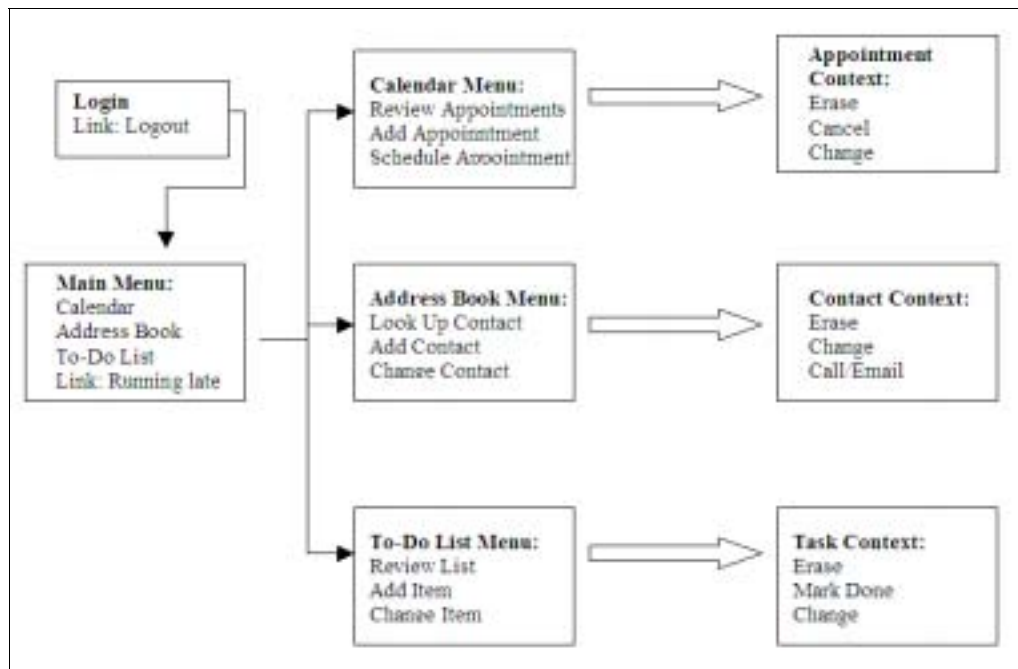 Login
Link: Logout
Main Menu:
Calendar
Address Book
To-Do List
Link: Running late
Calendar Menu:
Review Appointments
Add Appoinntment
Schedule Appointment
Address Book Menu:
Look Up Contact
Add Contact
Change Contact
To-Do List Menu:
Review List
Add Item
Change Item
Appointment
Context:
Erase
Cancel
Change
Contact Context:
Erase
Change
Call/Email
Task Context:
Erase
Mark Done
Change